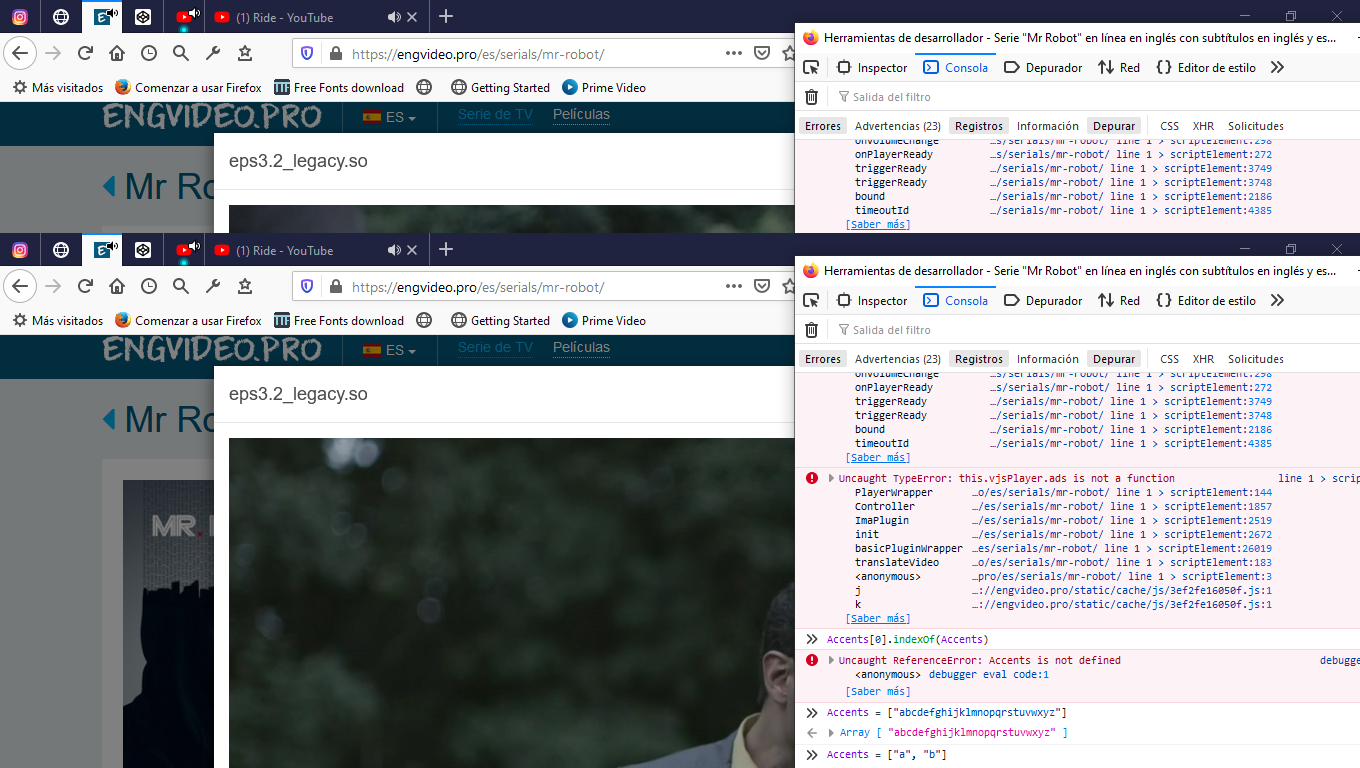 (1) Ride - YouTube
https://engvideo.pro/es/serials/mr-robot/
Más visitados Comenzar a usar Firefox Free Fonts download Getting Started Prime Video
ENGVIDEO.PRO ES Serie de TV Películas
Mr Ro
eps3.2_legacy.so
Herramientas de desarrollador - Serie "Mr Robot" en línea en inglés con subtítulos en inglés y es...
Inspector Consola Depurador Red Editor de estilo
Salida del filtro
Errores Advertencias (23) Registros Información Depurar CSS XHR Solicitudes
onVolumeChange …s/serials/mr-robot/ line 1 > scriptElement:298
onPlayerReady …s/serials/mr-robot/ line 1 > scriptElement:272
triggerReady …/serials/mr-robot/ line 1 > scriptElement:3749
triggerReady …/serials/mr-robot/ line 1 > scriptElement:3748
bound …/serials/mr-robot/ line 1 > scriptElement:2186
timeoutId …/serials/mr-robot/ line 1 > scriptElement:4385
[Saber más]
(1) Ride - YouTube
https://engvideo.pro/es/serials/mr-robot/
Más visitados Comenzar a usar Firefox Free Fonts download Getting Started Prime Video
ENGVIDEO.PRO ES Serie de TV Películas
Mr Ro
eps3.2_legacy.so
MR.
Herramientas de desarrollador - Serie "Mr Robot" en línea en inglés con subtítulos en inglés y es...
Inspector Consola Depurador Red Editor de estilo
Salida del filtro
Errores Advertencias (23) Registros Información Depurar CSS XHR Solicitudes
onVolumeChange …s/serials/mr-robot/ line 1 > scriptElement:298
onPlayerReady …s/serials/mr-robot/ line 1 > scriptElement:272
triggerReady …/serials/mr-robot/ line 1 > scriptElement:3749
triggerReady …/serials/mr-robot/ line 1 > scriptElement:3748
bound …/serials/mr-robot/ line 1 > scriptElement:2186
timeoutId …/serials/mr-robot/ line 1 > scriptElement:4385
[Saber más]
Uncaught TypeError: this.vjsPlayer.ads is not a function line 1 > scrip
PlayerWrapper …o/es/serials/mr-robot/ line 1 > scriptElement:144
Controller …/es/serials/mr-robot/ line 1 > scriptElement:1857
ImaPlugin …/es/serials/mr-robot/ line 1 > scriptElement:2519
init …/es/serials/mr-robot/ line 1 > scriptElement:2672
basicPluginWrapper …es/serials/mr-robot/ line 1 > scriptElement:26019
translateVideo …o/es/serials/mr-robot/ line 1 > scriptElement:183
<anonymous> …pro/es/serials/mr-robot/ line 1 > scriptElement:3
j …://engvideo.pro/static/cache/js/3ef2fe16050f.js:1
k …://engvideo.pro/static/cache/js/3ef2fe16050f.js:1
[Saber más]
Accents[0].indexOf(Accents)
Uncaught ReferenceError: Accents is not defined debugg
<anonymous> debugger eval code:1
[Saber más]
Accents = ["abcdefghijklmnopqrstuvwxyz"]
Array [ "abcdefghijklmnopqrstuvwxyz" ]
Accents = ["a", "b"]